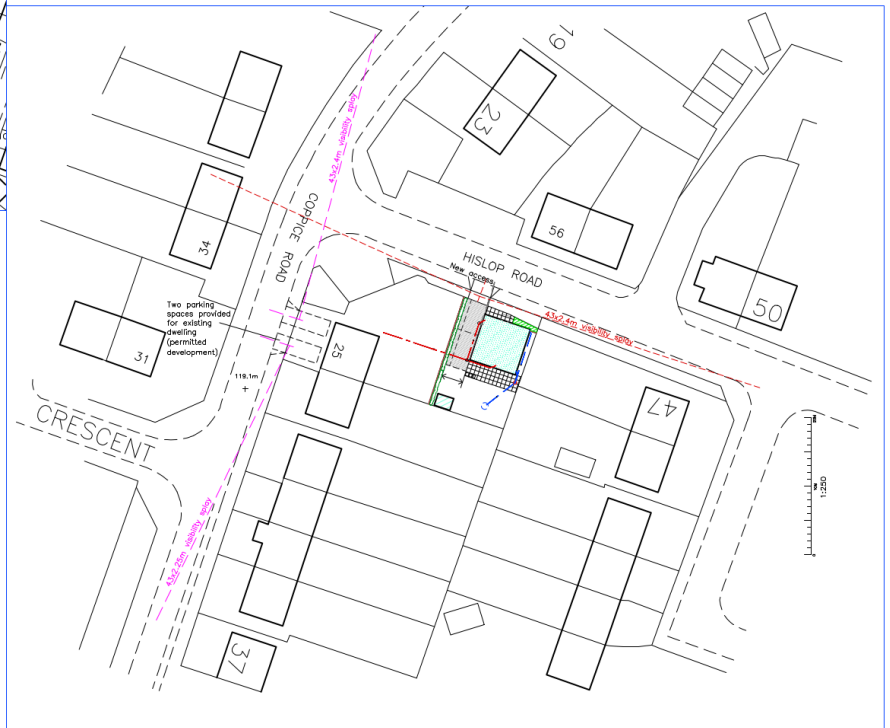 19
43x2.4m visibility splay
23
34
COPPICE ROAD
56
HISLOP ROAD
New access
50
Two parking
spaces provided
for existing
dwelling
(permitted
development)
43x2.4m visibility splay
31
25
119.1m
47
CRESCENT
1:250
43x2.25m visibility splay
37